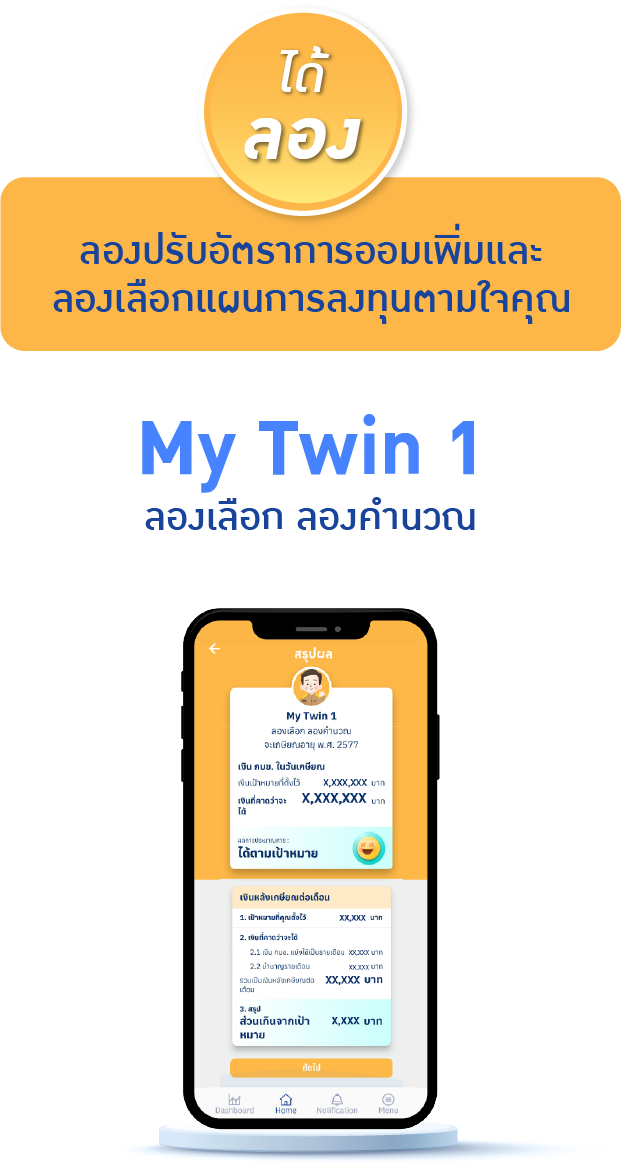 ได้
ลอง
ลองปรับอัตราการออมเพิ่มและ
ลองเลือกแผนการลงทุนตามใจคุณ
My Twin 1
ลองเลือก ลองคำนวณ
สรุปผล
My Twin 1
ลองเลือก ลองคำนวณ
จะเกษียณอายุ พ.ศ. 2577
เงิน กบข. ในวันเกษียณ
เงินเป้าหมายที่ตั้งไว้ X,XXX,XXX บาท
เงินที่คาดว่าจะ X,XXX,XXX บาท
ได้
ผลการประมาณการ :
ได้ตามเป้าหมาย
เงินหลังเกษียณต่อเดือน
1. เป้าหมายที่คุณตั้งไว้ XX,XXX บาท
2. เงินที่คาดว่าจะได้
2.1 เงิน กบข. แบ่งใช้เป็นรายเดือน XX,XXX บาท
2.2 บำนาญรายเดือน XX,XXX บาท
รวมเป็นเงินหลังเกษียณต่อ XX,XXX บาท
เดือน
3. สรุป
ส่วนเกินจากเป้า X,XXX บาท
หมาย
ถัดไป
Dashboard Home Notification Menu